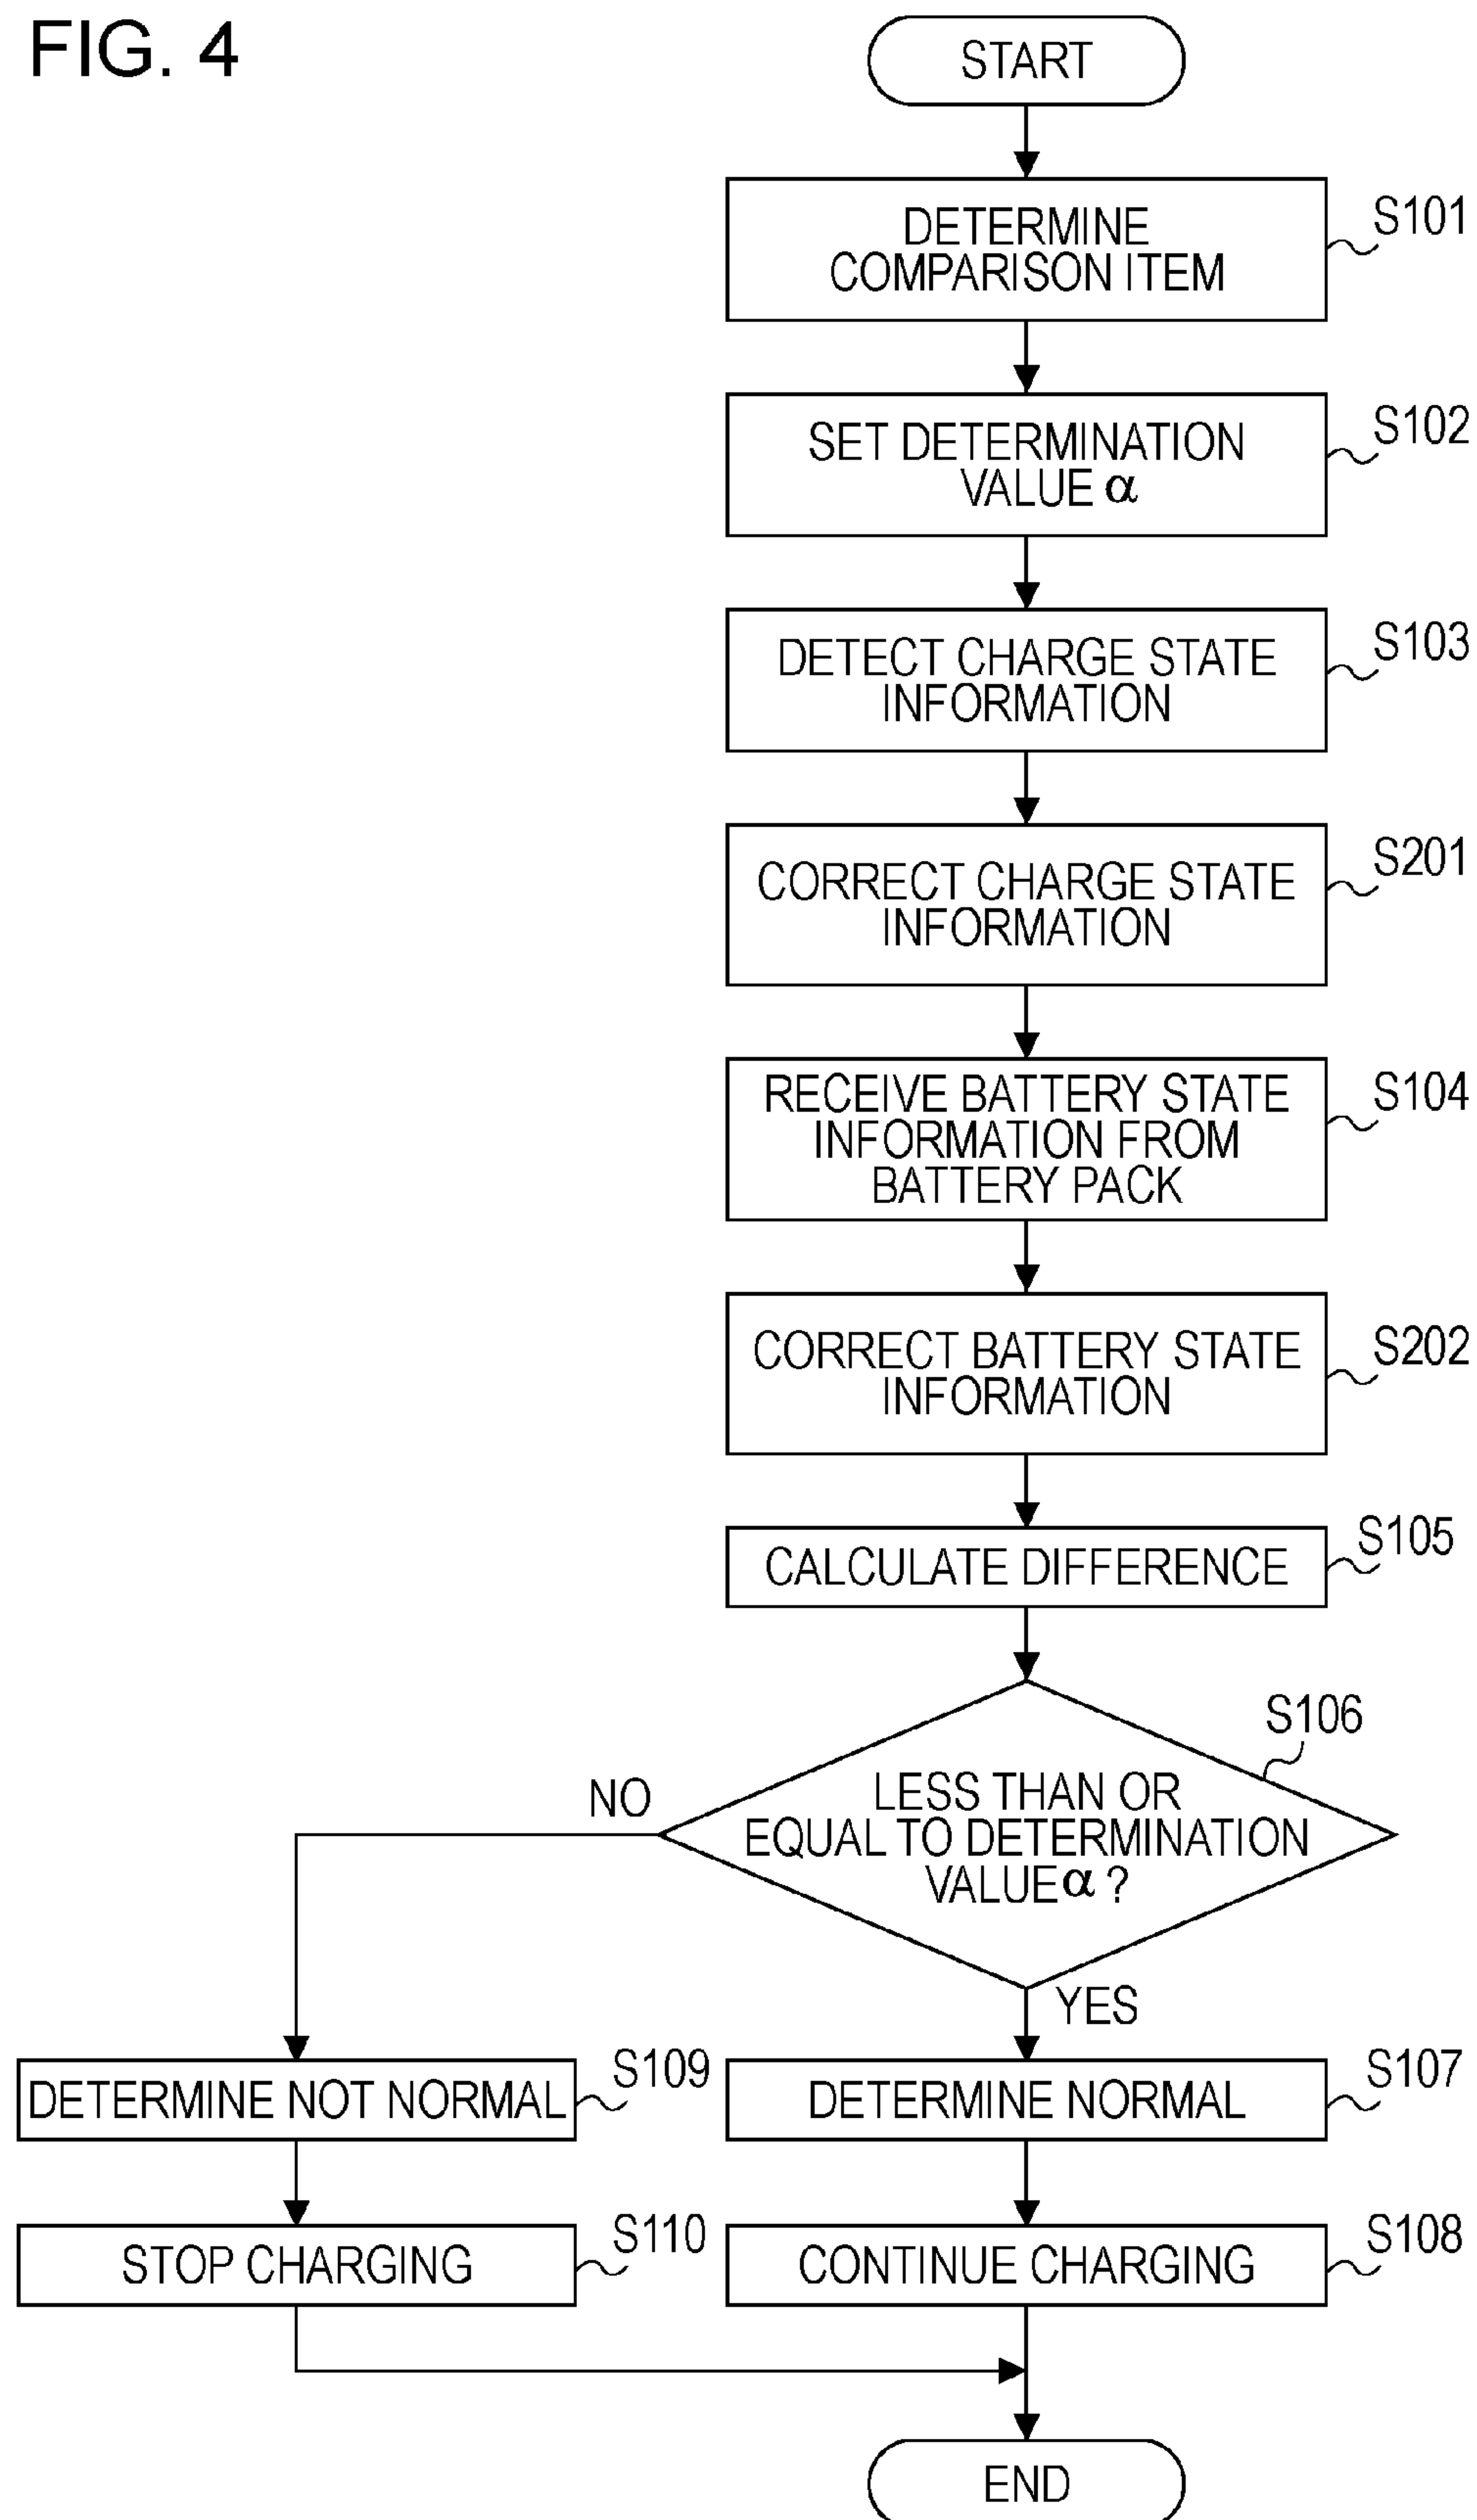 FIG. 4
START
DETERMINE
COMPARISON ITEM
S101
SET DETERMINATION
VALUE α
S102
DETECT CHARGE STATE
INFORMATION
S103
CORRECT CHARGE STATE
INFORMATION
S201
RECEIVE BATTERY STATE
INFORMATION FROM
BATTERY PACK
S104
CORRECT BATTERY STATE
INFORMATION
S202
CALCULATE DIFFERENCE
S105
S106
LESS THAN OR
EQUAL TO DETERMINATION
VALUE α ?
NO
YES
DETERMINE NOT NORMAL
S109
DETERMINE NORMAL
S107
STOP CHARGING
S110
CONTINUE CHARGING
S108
END